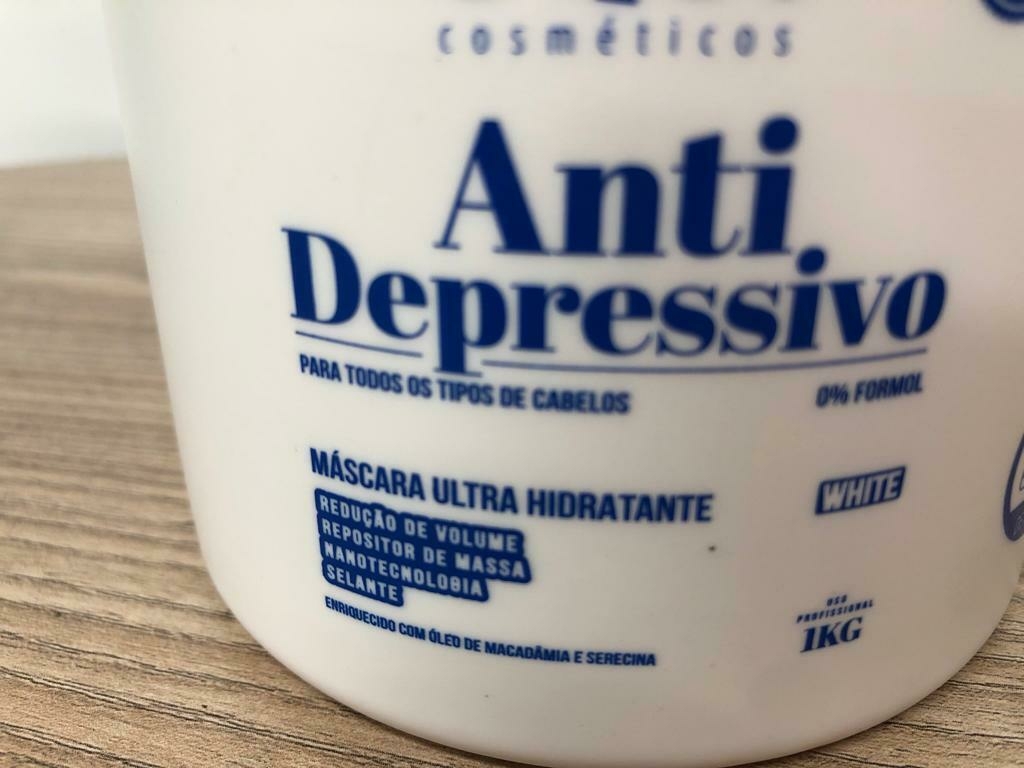 cosméticos
Anti
Depressivo
PARA TODOS OS TIPOS DE CABELOS
0% FORMOL
MÁSCARA ULTRA HIDRATANTE
WHITE
REDUÇÃO DE VOLUME
REPOSITOR DE MASSA
NANOTECNOLOGIA
SELANTE
ENRIQUECIDO COM ÓLEO DE MACADÂMIA E SERECINA
USO
PROFISSIONAL
1KG